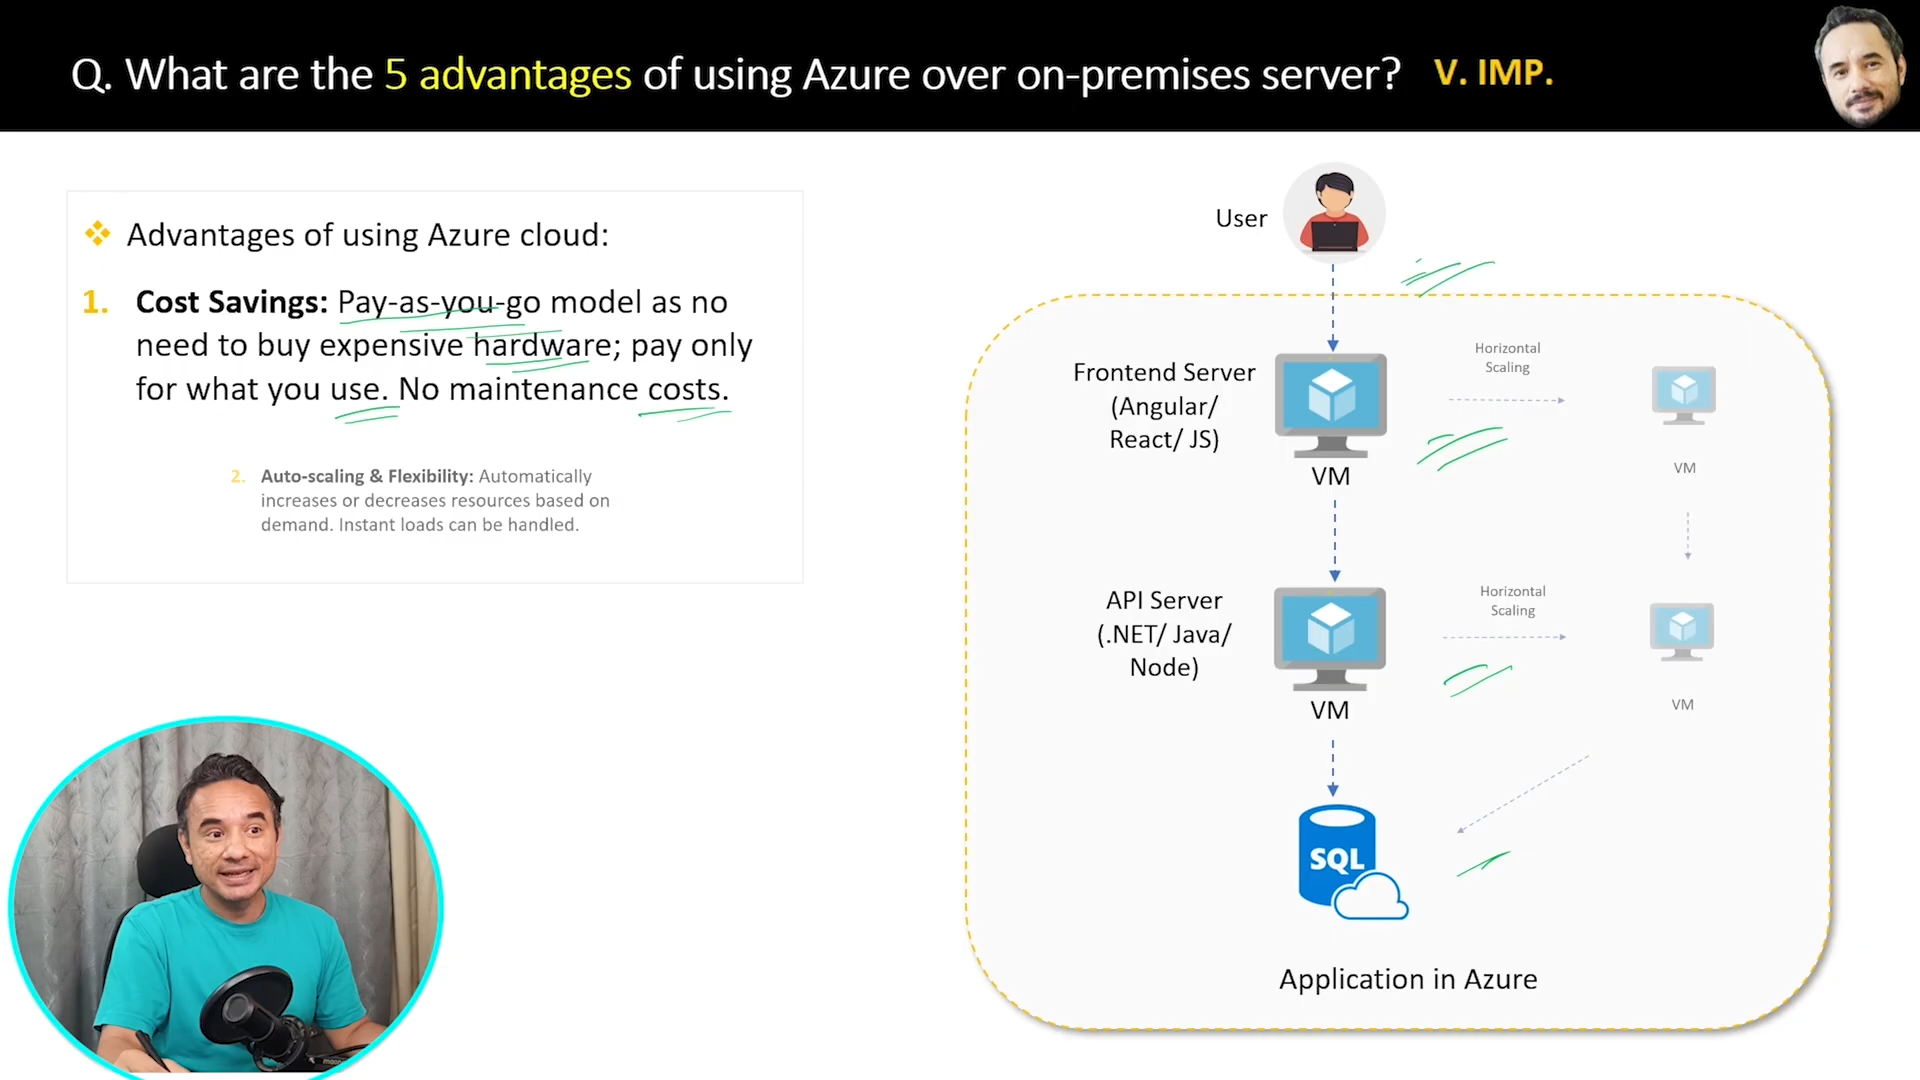 Q. What are the 5 advantages of using Azure over on-premises server? V. IMP.
❖ Advantages of using Azure cloud:
1. Cost Savings: Pay-as-you-go model as no
need to buy expensive hardware; pay only
for what you use. No maintenance costs.
2. Auto-scaling & Flexibility: Automatically
increases or decreases resources based on
demand. Instant loads can be handled.
User
Frontend Server
(Angular/
React/ JS)
VM
Horizontal
Scaling
VM
API Server
(.NET/ Java/
Node)
VM
Horizontal
Scaling
VM
SQL
Application in Azure